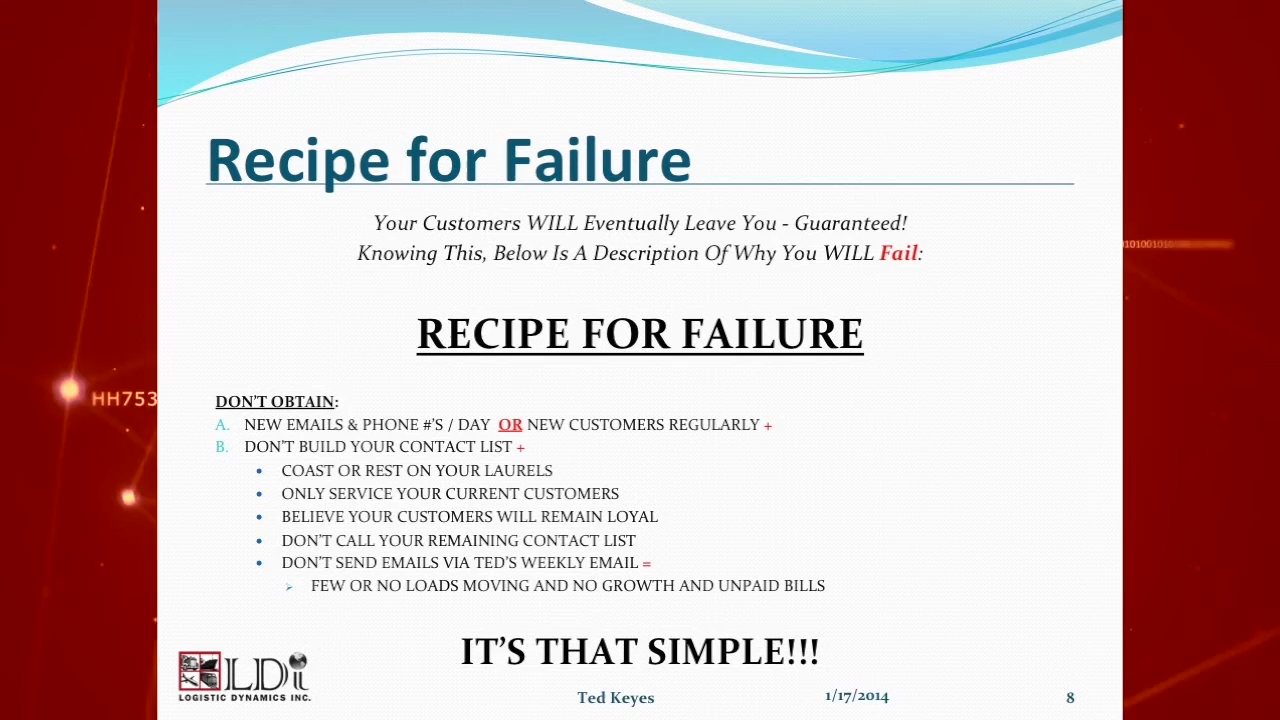 Recipe for Failure
Your Customers WILL Eventually Leave You - Guaranteed!
Knowing This, Below Is A Description Of Why You WILL Fail:
RECIPE FOR FAILURE
DON'T OBTAIN:
A. NEW EMAILS & PHONE #'S / DAY OR NEW CUSTOMERS REGULARLY +
B. DON'T BUILD YOUR CONTACT LIST +
• COAST OR REST ON YOUR LAURELS
• ONLY SERVICE YOUR CURRENT CUSTOMERS
• BELIEVE YOUR CUSTOMERS WILL REMAIN LOYAL
• DON'T CALL YOUR REMAINING CONTACT LIST
• DON'T SEND EMAILS VIA TED'S WEEKLY EMAIL =
➢ FEW OR NO LOADS MOVING AND NO GROWTH AND UNPAID BILLS
IT'S THAT SIMPLE!!!
LDi
LOGISTIC DYNAMICS INC.
Ted Keyes
1/17/2014
8
HH753
0101001010